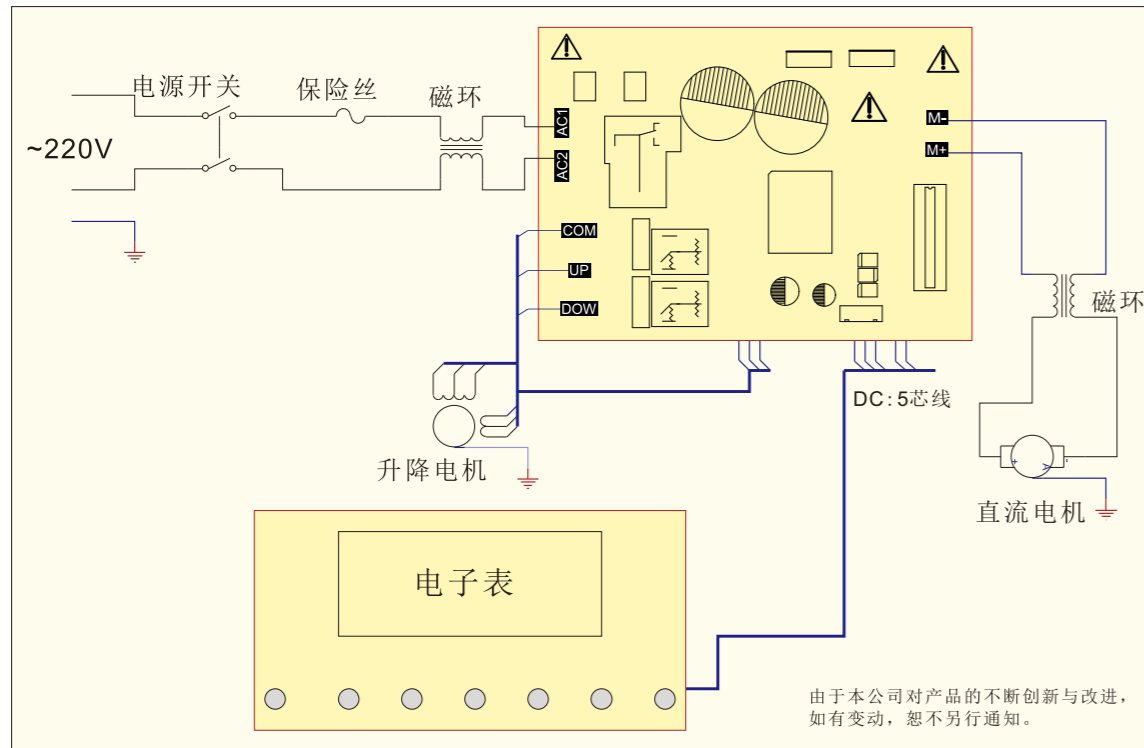 电源开关
保险丝
磁环
~220V
AC1
AC2
M-
M+
COM
UP
DOW
磁环
DC:5芯线
升降电机
+
A
-
直流电机
电子表
由于本公司对产品的不断创新与改进，
如有变动，恕不另行通知。